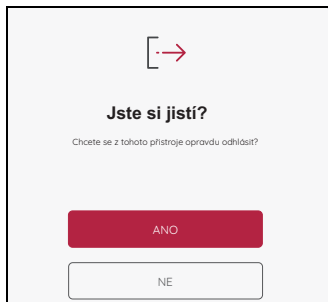 Jste si jistí?
Chcete se z tohoto přístroje opravdu odhlásit?
ANO
NE